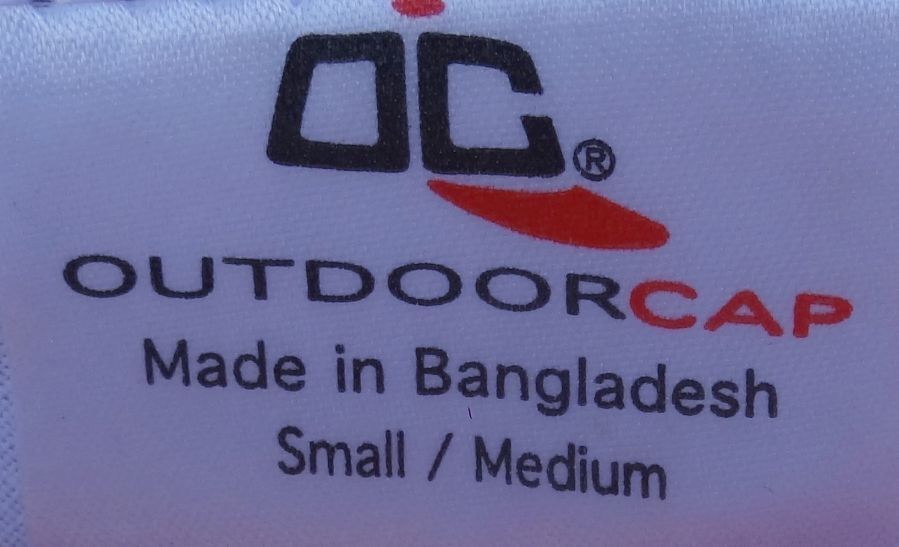 OC®
OUTDOORCAP
Made in Bangladesh
Small / Medium